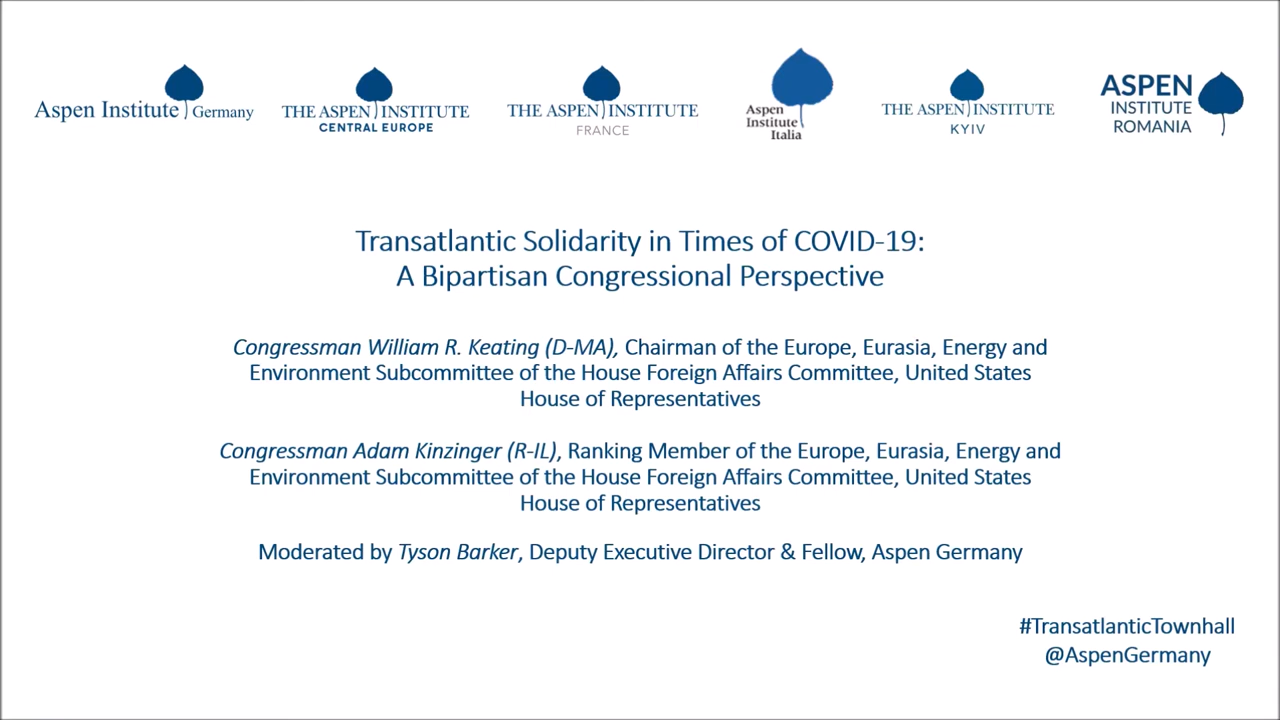 Aspen Institute Germany
THE ASPEN INSTITUTE
CENTRAL EUROPE
THE ASPEN INSTITUTE
FRANCE
Aspen
Institute
Italia
THE ASPEN INSTITUTE
KYIV
ASPEN
INSTITUTE
ROMANIA
Transatlantic Solidarity in Times of COVID-19:
A Bipartisan Congressional Perspective
Congressman William R. Keating (D-MA), Chairman of the Europe, Eurasia, Energy and
Environment Subcommittee of the House Foreign Affairs Committee, United States
House of Representatives
Congressman Adam Kinzinger (R-IL), Ranking Member of the Europe, Eurasia, Energy and
Environment Subcommittee of the House Foreign Affairs Committee, United States
House of Representatives
Moderated by Tyson Barker, Deputy Executive Director & Fellow, Aspen Germany
#TransatlanticTownhall
@AspenGermany